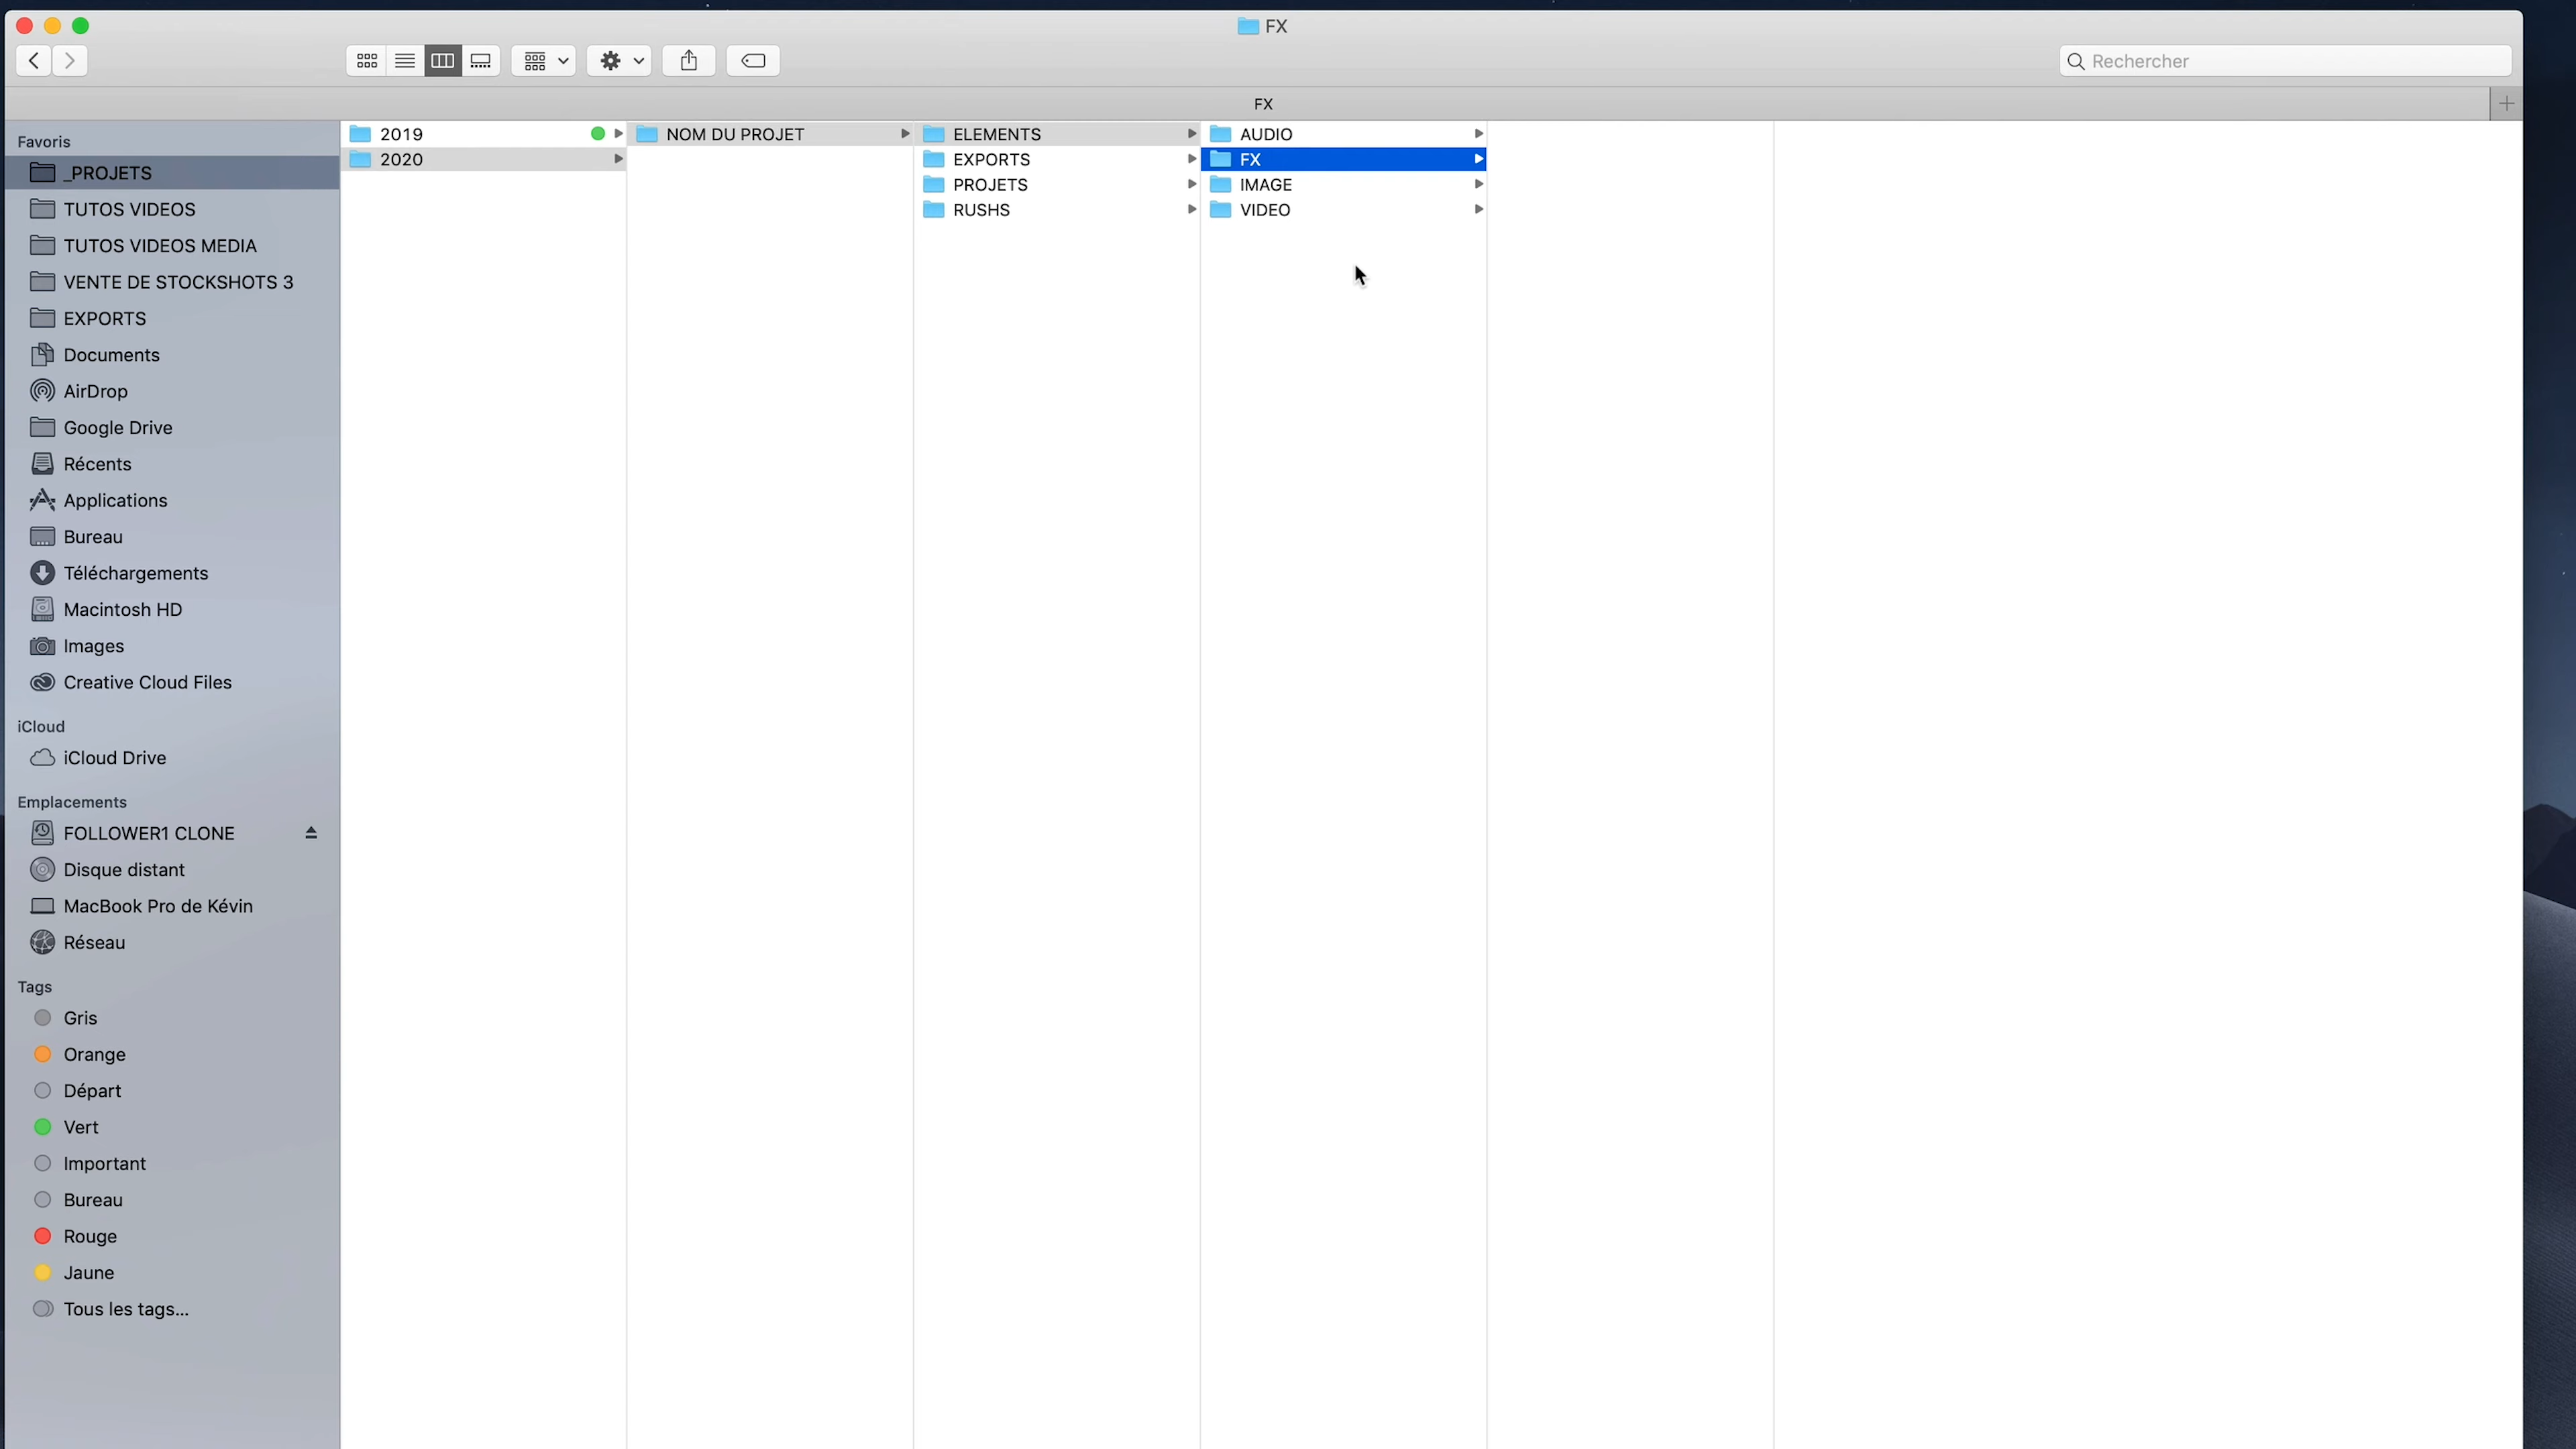 FX
Rechercher
FX
Favoris
_PROJETS
TUTOS VIDEOS
TUTOS VIDEOS MEDIA
VENTE DE STOCKSHOTS 3
EXPORTS
Documents
AirDrop
Google Drive
Récents
Applications
Bureau
Téléchargements
Macintosh HD
Images
Creative Cloud Files
iCloud
iCloud Drive
Emplacements
FOLLOWER1 CLONE
Disque distant
MacBook Pro de Kévin
Réseau
Tags
Gris
Orange
Départ
Vert
Important
Bureau
Rouge
Jaune
Tous les tags...
2019
2020
NOM DU PROJET
ELEMENTS
EXPORTS
PROJETS
RUSHS
AUDIO
FX
IMAGE
VIDEO